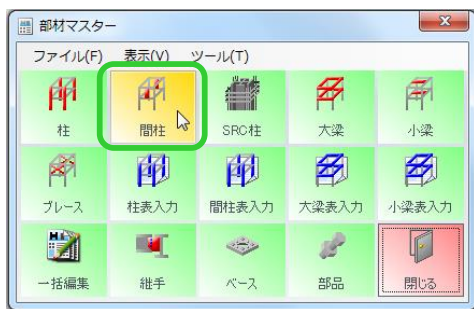 部材マスター
ファイル(F) 表示(V) ツール(T)
柱 間柱 SRC柱 大梁 小梁
ブレース 柱表入力 間柱表入力 大梁表入力 小梁表入力
一括編集 継手 ベース 部品 閉じる